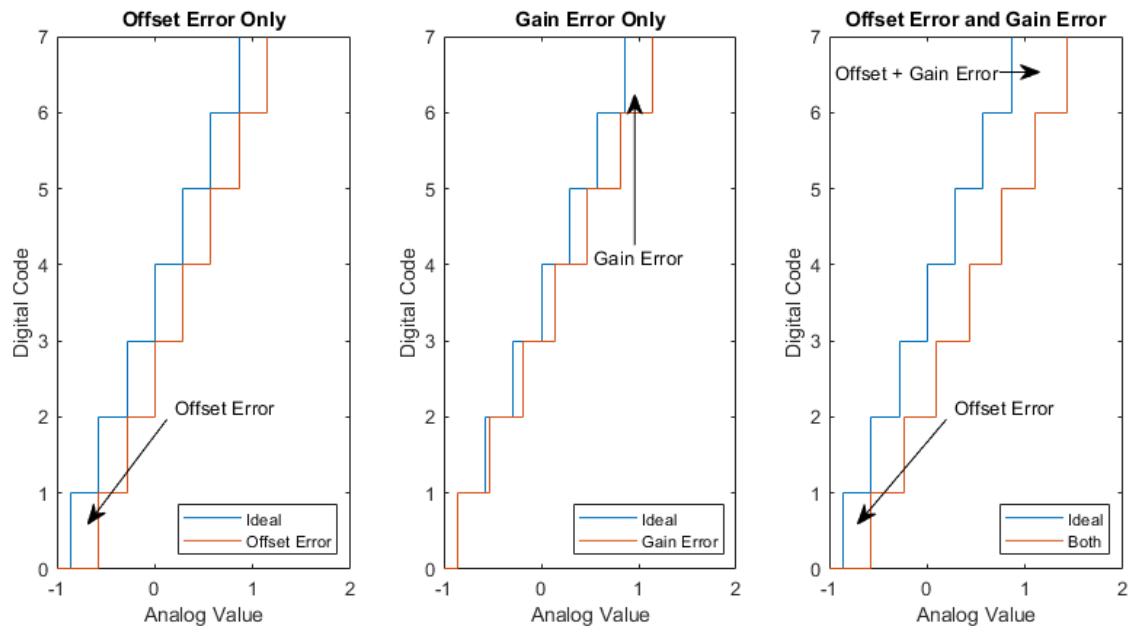 Offset Error Only
7
6
5
4
3
2
1
0
Digital Code
Offset Error
Ideal
Offset Error
-1
0
1
2
Analog Value
Gain Error Only
7
6
5
4
3
2
1
0
Digital Code
Gain Error
Ideal
Gain Error
-1
0
1
2
Analog Value
Offset Error and Gain Error
7
6
5
4
3
2
1
0
Digital Code
Offset + Gain Error
Offset Error
Ideal
Both
-1
0
1
2
Analog Value